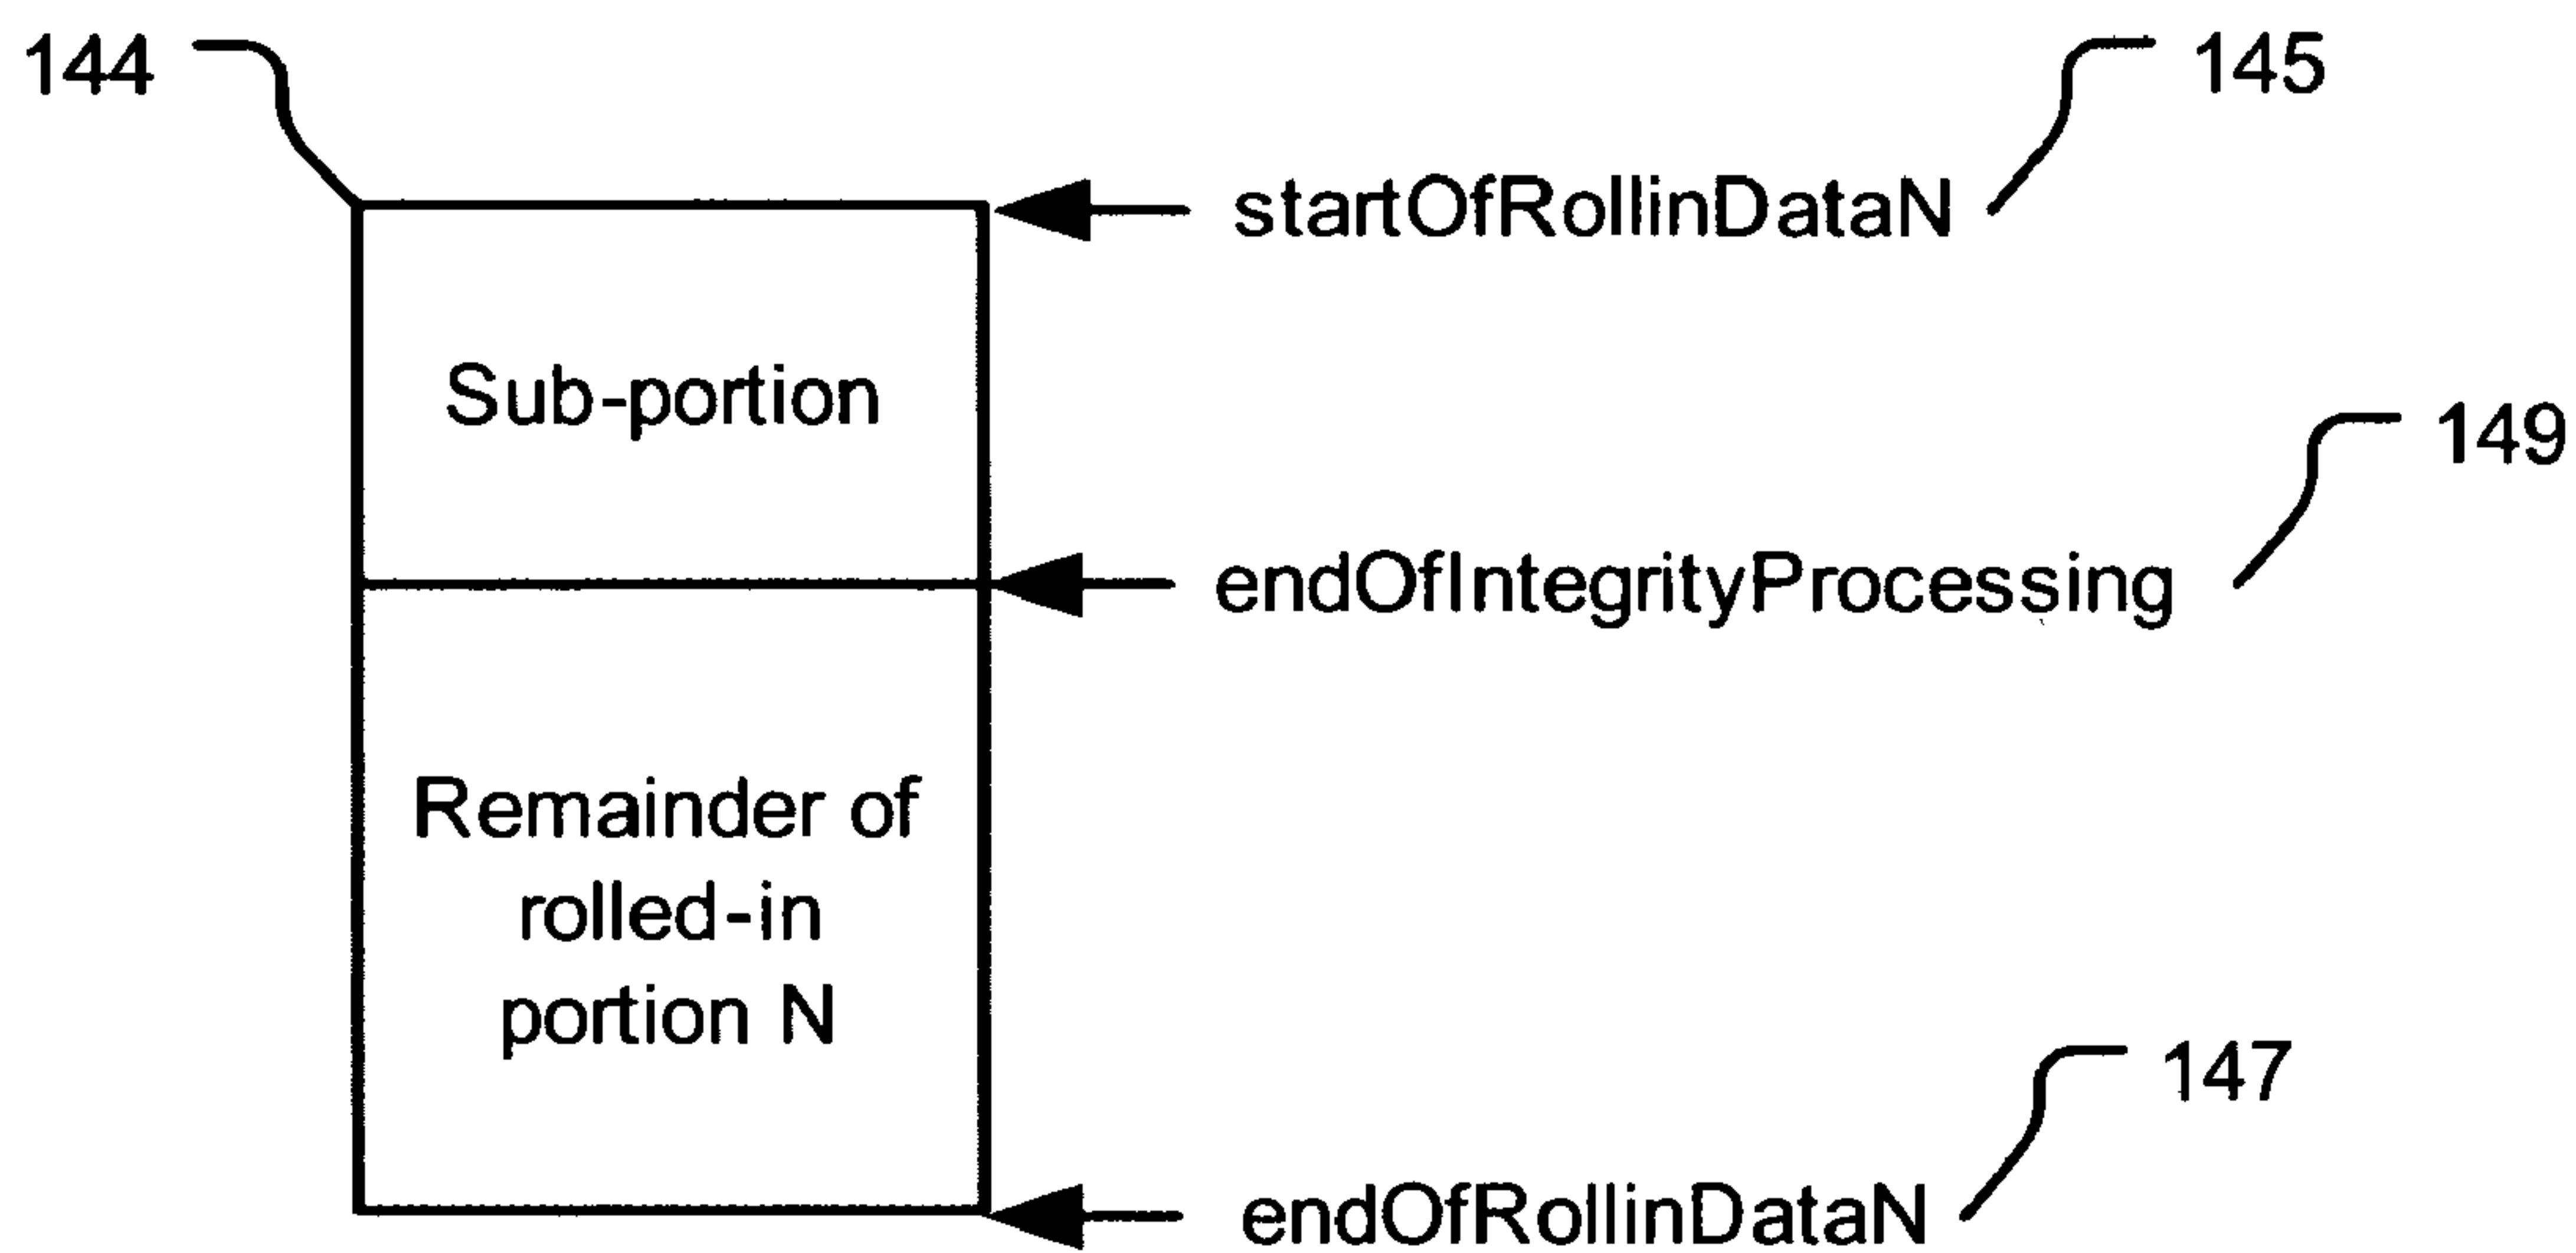 144
145
startOfRollinDataN
Sub-portion
149
endOfIntegrityProcessing
Remainder of
rolled-in
portion N
147
endOfRollinDataN